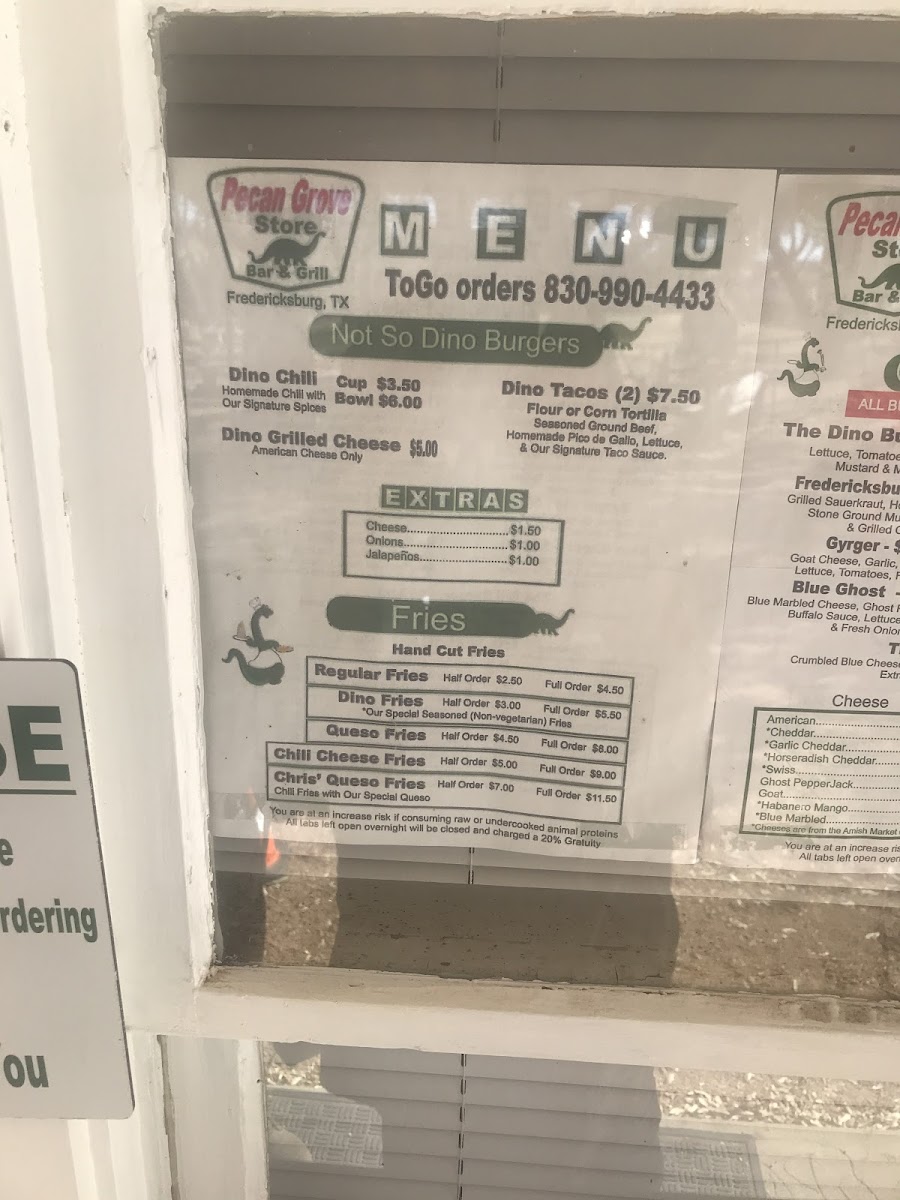 Pecan Grove
Store
Bar & Grill
Fredericksburg, TX
MENU
ToGo orders 830-990-4433
Not So Dino Burgers
Dino Chili Cup $3.50
Homemade Chili with Bowl $6.00
Our Signature Spices
Dino Grilled Cheese $5.00
American Cheese Only
Dino Tacos (2) $7.50
Flour or Corn Tortilla
Seasoned Ground Beef,
Homemade Pico de Gallo, Lettuce,
& Our Signature Taco Sauce.
EXTRAS
Cheese..............................$1.50
Onions..............................$1.00
Jalapeños..........................$1.00
Fries
Hand Cut Fries
Regular Fries Half Order $2.50 Full Order $4.50
Dino Fries Half Order $3.00 Full Order $5.50
*Our Special Seasoned (Non-vegetarian) Fries
Queso Fries Half Order $4.50 Full Order $8.00
Chili Cheese Fries Half Order $5.00 Full Order $9.00
Chris' Queso Fries Half Order $7.00 Full Order $11.50
Chili Fries with Our Special Queso
You are at an increase risk if consuming raw or undercooked animal proteins
All tabs left open overnight will be closed and charged a 20% Gratuity
Peca
St
Bar &
Fredericks
ALL B
The Dino Bu
Lettuce, Tomatoe
Mustard & M
Fredericksbu
Grilled Sauerkraut, H
Stone Ground Mu
& Grilled
Gyrger - $
Goat Cheese, Garlic,
Lettuce, Tomatoes,
Blue Ghost -
Blue Marbled Cheese, Ghost
Buffalo Sauce, Lettuce
& Fresh Onio
T
Crumbled Blue Chees
Extr
Cheese
American
*Cheddar
*Garlic Cheddar
*Horseradish Cheddar
*Swiss
Ghost PepperJack
Goat
*Habanero Mango
*Blue Marbled
*Cheeses are from the Amish Market
You are at an increase ris
All tabs left open over
E
e
rdering
ou